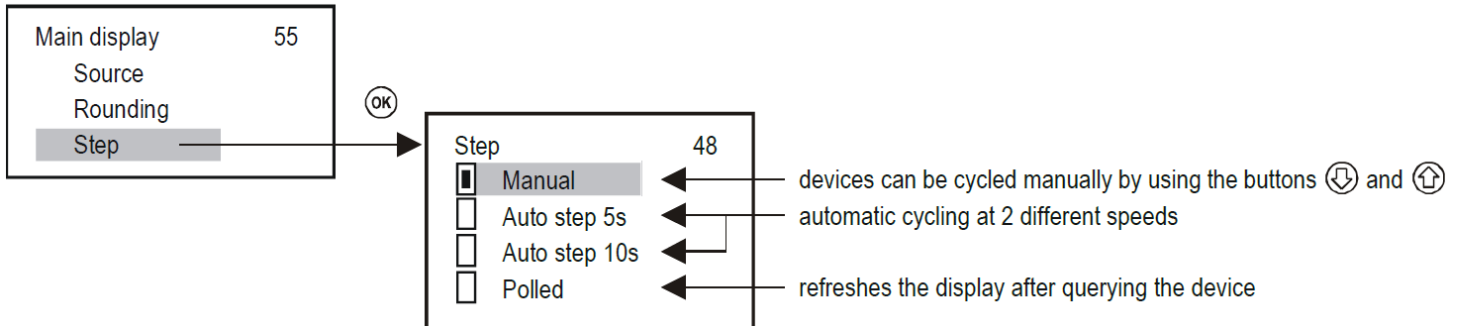 Main display 55
Source
Rounding
Step
OK
Step 48
Manual
Auto step 5s
Auto step 10s
Polled
devices can be cycled manually by using the buttons and
automatic cycling at 2 different speeds
refreshes the display after querying the device